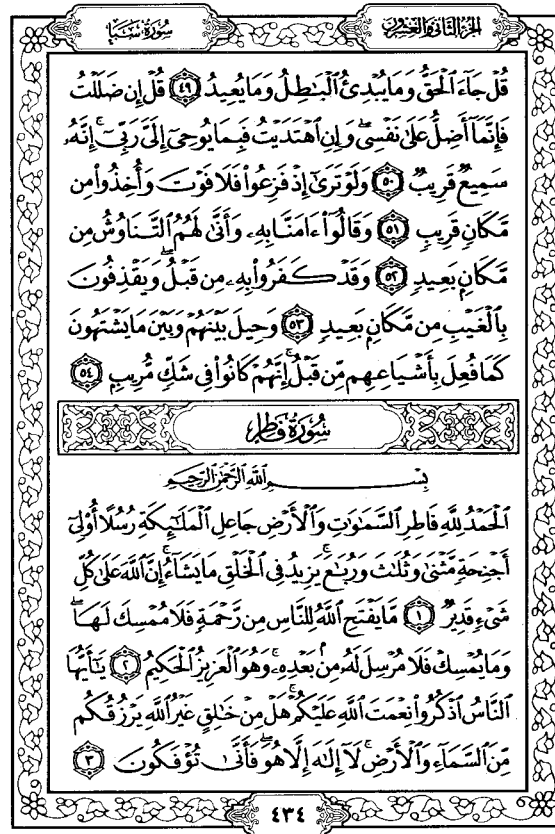 الجزء الثاني والعشرون
سورة سبإ
قُلْ جَآءَ ٱلْحَقُّ وَمَا يُبْدِئُ ٱلْبَٰطِلُ وَمَا يُعِيدُ ٤٩ قُلْ إِن ضَلَلْتُ
فَإِنَّمَآ أَضِلُّ عَلَىٰ نَفْسِى وَإِنِ ٱهْتَدَيْتُ فَبِمَا يُوحِىٓ إِلَىَّ رَبِّىٓ ۚ إِنَّهُۥ
سَمِيعٌ قَرِيبٌ ٥٠ وَلَوْ تَرَىٰٓ إِذْ فَزِعُوا۟ فَلَا فَوْتَ وَأُخِذُوا۟ مِن
مَّكَانٍ قَرِيبٍ ٥١ وَقَالُوٓا۟ ءَامَنَّا بِهِۦ وَأَنَّىٰ لَهُمُ ٱلتَّنَاوُشُ مِن
مَّكَانٍۭ بَعِيدٍ ٥٢ وَقَدْ كَفَرُوا۟ بِهِۦ مِن قَبْلُ ۖ وَيَقْذِفُونَ
بِٱلْغَيْبِ مِن مَّكَانٍۭ بَعِيدٍ ٥٣ وَحِيلَ بَيْنَهُمْ وَبَيْنَ مَا يَشْتَهُونَ
كَمَا فُعِلَ بِأَشْيَاعِهِم مِّن قَبْلُ ۚ إِنَّهُمْ كَانُوا۟ فِى شَكٍّ مُّرِيبٍۭ ٥٤
سورة فاطر
بِسْمِ ٱللَّهِ ٱلرَّحْمَٰنِ ٱلرَّحِيمِ
ٱلْحَمْدُ لِلَّهِ فَاطِرِ ٱلسَّمَٰوَٰتِ وَٱلْأَرْضِ جَاعِلِ ٱلْمَلَٰٓئِكَةِ رُسُلًا أُو۟لِىٓ
أَجْنِحَةٍ مَّثْنَىٰ وَثُلَٰثَ وَرُبَٰعَ ۚ يَزِيدُ فِى ٱلْخَلْقِ مَا يَشَآءُ ۚ إِنَّ ٱللَّهَ عَلَىٰ كُلِّ
شَىْءٍ قَدِيرٌ ١ مَّا يَفْتَحِ ٱللَّهُ لِلنَّاسِ مِن رَّحْمَةٍ فَلَا مُمْسِكَ لَهَا ۖ
وَمَا يُمْسِكْ فَلَا مُرْسِلَ لَهُۥ مِنۢ بَعْدِهِۦ ۚ وَهُوَ ٱلْعَزِيزُ ٱلْحَكِيمُ ٢ يَٰٓأَيُّهَا
ٱلنَّاسُ ٱذْكُرُوا۟ نِعْمَتَ ٱللَّهِ عَلَيْكُمْ ۚ هَلْ مِنْ خَٰلِقٍ غَيْرُ ٱللَّهِ يَرْزُقُكُم
مِّنَ ٱلسَّمَآءِ وَٱلْأَرْضِ ۚ لَآ إِلَٰهَ إِلَّا هُوَ ۖ فَأَنَّىٰ تُؤْفَكُونَ ٣
٤٣٤